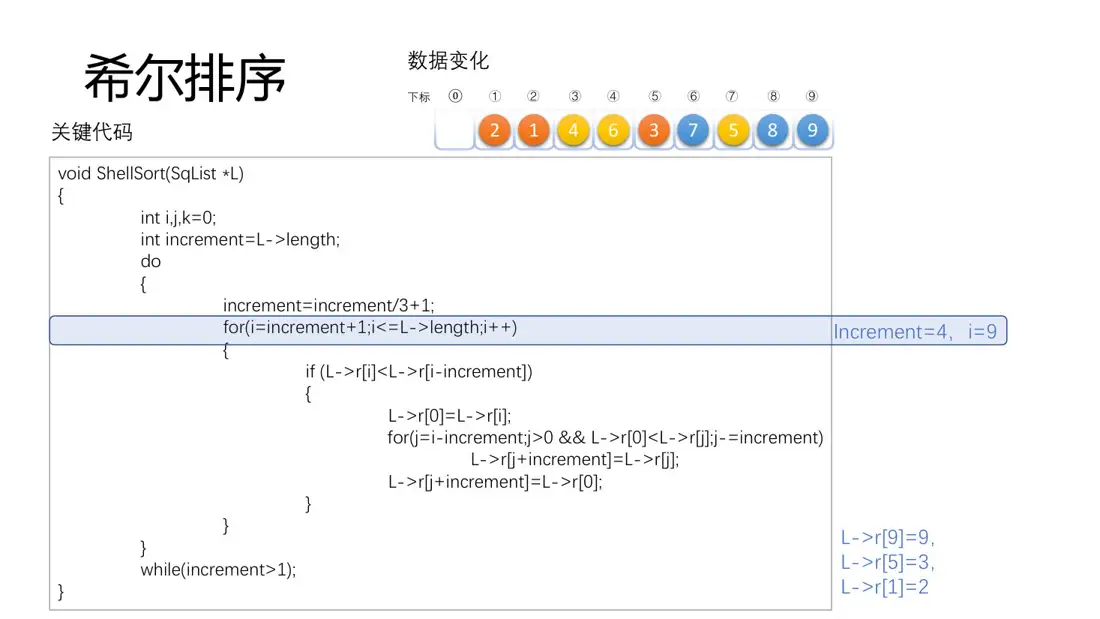 希尔排序
数据变化
下标 ⓪ ① ② ③ ④ ⑤ ⑥ ⑦ ⑧ ⑨
2 1 4 6 3 7 5 8 9
关键代码
void ShellSort(SqList *L)
{
int i,j,k=0;
int increment=L->length;
do
{
increment=increment/3+1;
for(i=increment+1;i<=L->length;i++)
Increment=4，i=9
{
if (L->r[i]<L->r[i-increment])
{
L->r[0]=L->r[i];
for(j=i-increment;j>0 && L->r[0]<L->r[j];j-=increment)
L->r[j+increment]=L->r[j];
L->r[j+increment]=L->r[0];
}
}
}
while(increment>1);
}
L->r[9]=9,
L->r[5]=3,
L->r[1]=2